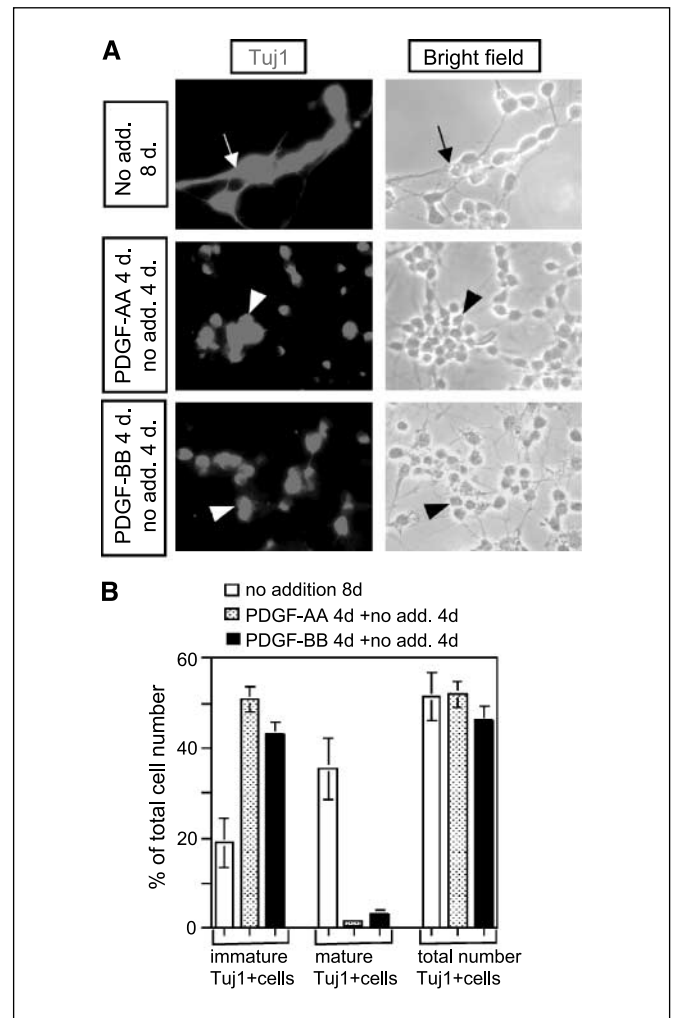 A
Tuj1
Bright field
No add.
8 d.
PDGF-AA 4 d.
no add. 4 d.
PDGF-BB 4 d.
no add. 4 d.
B
no addition 8d
PDGF-AA 4d +no add. 4d
PDGF-BB 4d +no add. 4d
% of total cell number
60
40
20
0
immature
Tuj1+cells
mature
Tuj1+cells
total number
Tuj1+cells